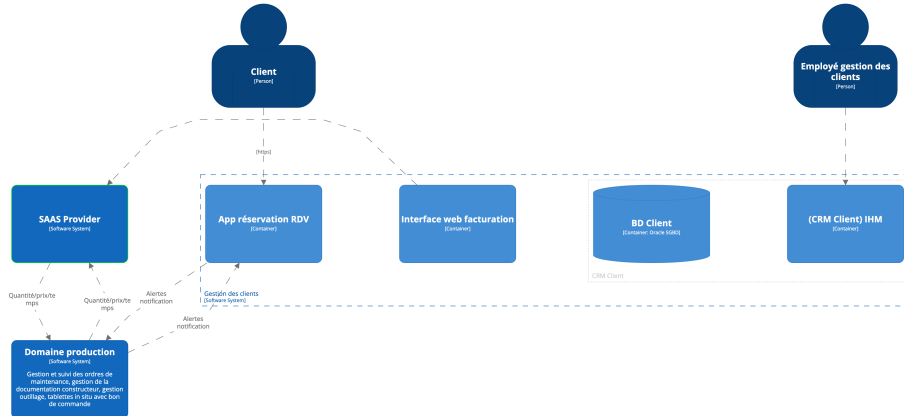 Client
[Person]
Employé gestion des
clients
[Person]
[https]
SAAS Provider
[Software System]
App réservation RDV
[Container]
Interface web facturation
[Container]
BD Client
[Container: Oracle SGBD]
(CRM Client) IHM
[Container]
CRM Client
Gestion des clients
[Software System]
Quantité/prix/te
mps
Quantité/prix/te
mps
Alertes
notification
Alertes
notification
Domaine production
[Software System]
Gestion et suivi des ordres de
maintenance, gestion de la
documentation constructeur, gestion
outillage, tablettes in situ avec bon
de commande